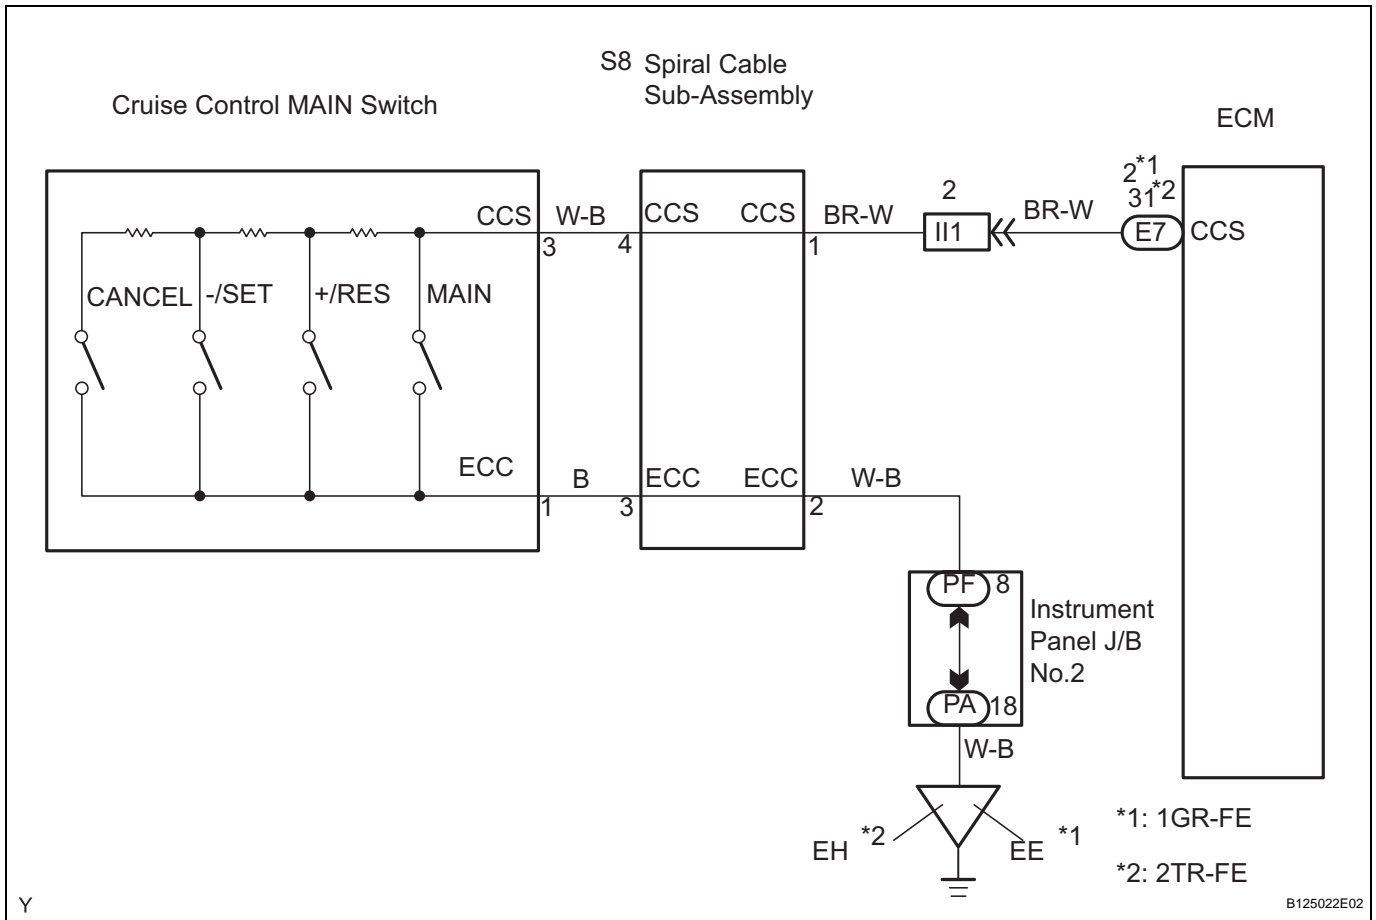 S8 Spiral Cable
Sub-Assembly
Cruise Control MAIN Switch
ECM
2*1
31*2
2
CCS
3
W-B
4
CCS
CCS
1
BR-W
II1
BR-W
E7
CCS
CANCEL
-/SET
+/RES
MAIN
ECC
1
B
3
ECC
ECC
2
W-B
PF 8
Instrument
Panel J/B
No.2
PA 18
W-B
EH *2
EE *1
*1: 1GR-FE
*2: 2TR-FE
Y
B125022E02